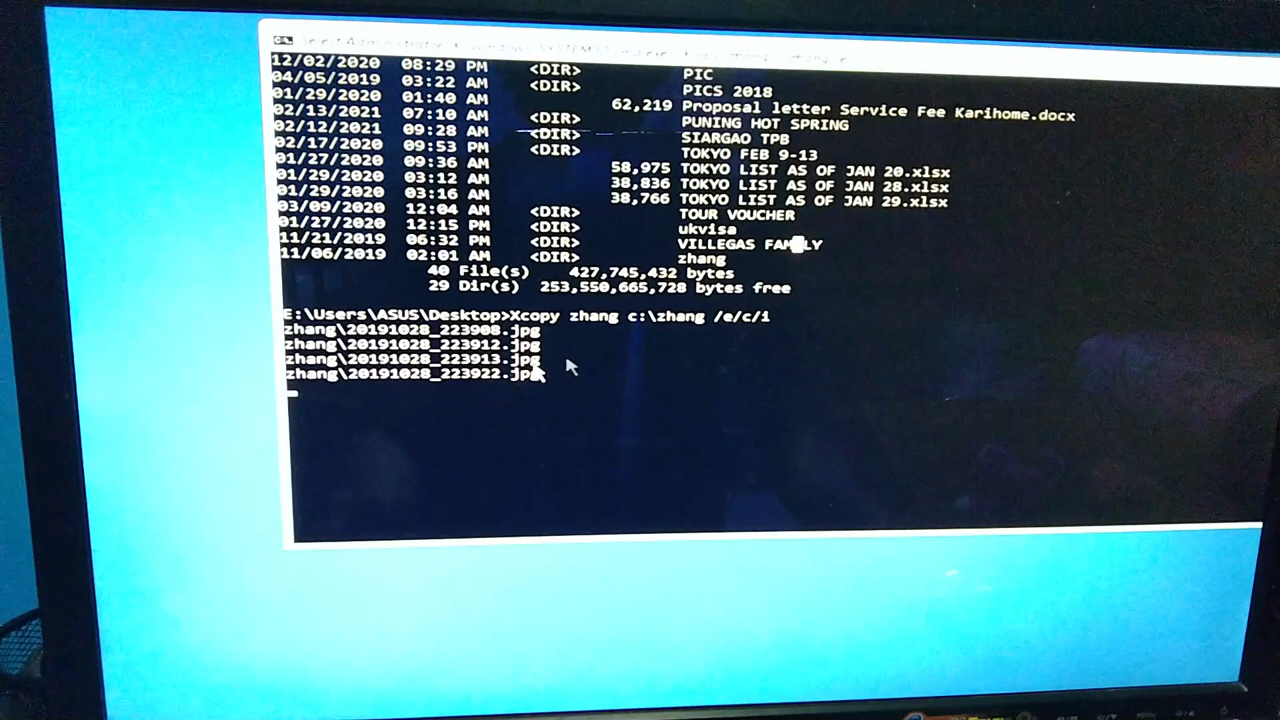 Select Administrator
12/02/2020 08:29 PM <DIR> PIC
04/05/2019 03:22 AM <DIR> PICS 2018
01/29/2020 01:40 AM 62,219 Proposal letter Service Fee Karihome.docx
02/13/2021 07:10 AM <DIR> PUNING HOT SPRING
02/12/2021 09:28 AM <DIR> SIARGAO TPB
02/17/2020 09:53 PM <DIR> TOKYO FEB 9-13
01/27/2020 09:36 AM 58,975 TOKYO LIST AS OF JAN 20.xlsx
01/29/2020 03:12 AM 38,836 TOKYO LIST AS OF JAN 28.xlsx
01/29/2020 03:16 AM 38,766 TOKYO LIST AS OF JAN 29.xlsx
03/09/2020 12:04 AM <DIR> TOUR VOUCHER
01/27/2020 12:15 PM <DIR> ukvisa
11/21/2019 06:32 PM <DIR> VILLEGAS FAMILY
11/06/2019 02:01 AM <DIR> zhang
40 File(s) 427,745,432 bytes
29 Dir(s) 253,550,665,728 bytes free
E:\Users\ASUS\Desktop>Xcopy zhang c:\zhang /e/c/i
zhang\20191028_223908.jpg
zhang\20191028_223912.jpg
zhang\20191028_223913.jpg
zhang\20191028_223922.jpg